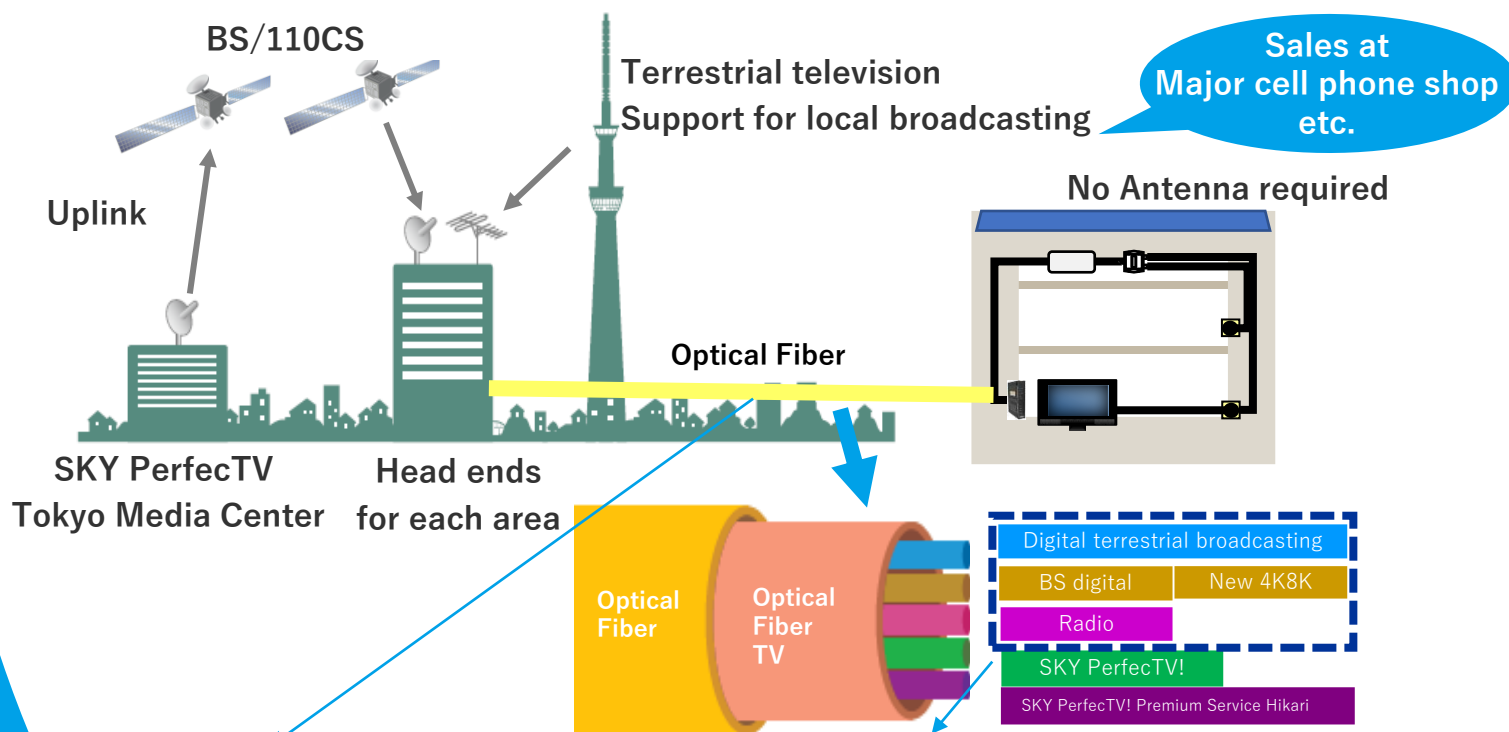 BS/110CS
Terrestrial television
Support for local broadcasting
Sales at
Major cell phone shop
etc.
No Antenna required
Uplink
Optical Fiber
SKY PerfecTV
Tokyo Media Center
Head ends
for each area
Optical
Fiber
Optical
Fiber
TV
Digital terrestrial broadcasting
BS digital
New 4K8K
Radio
SKY PerfecTV!
SKY PerfecTV! Premium Service Hikari